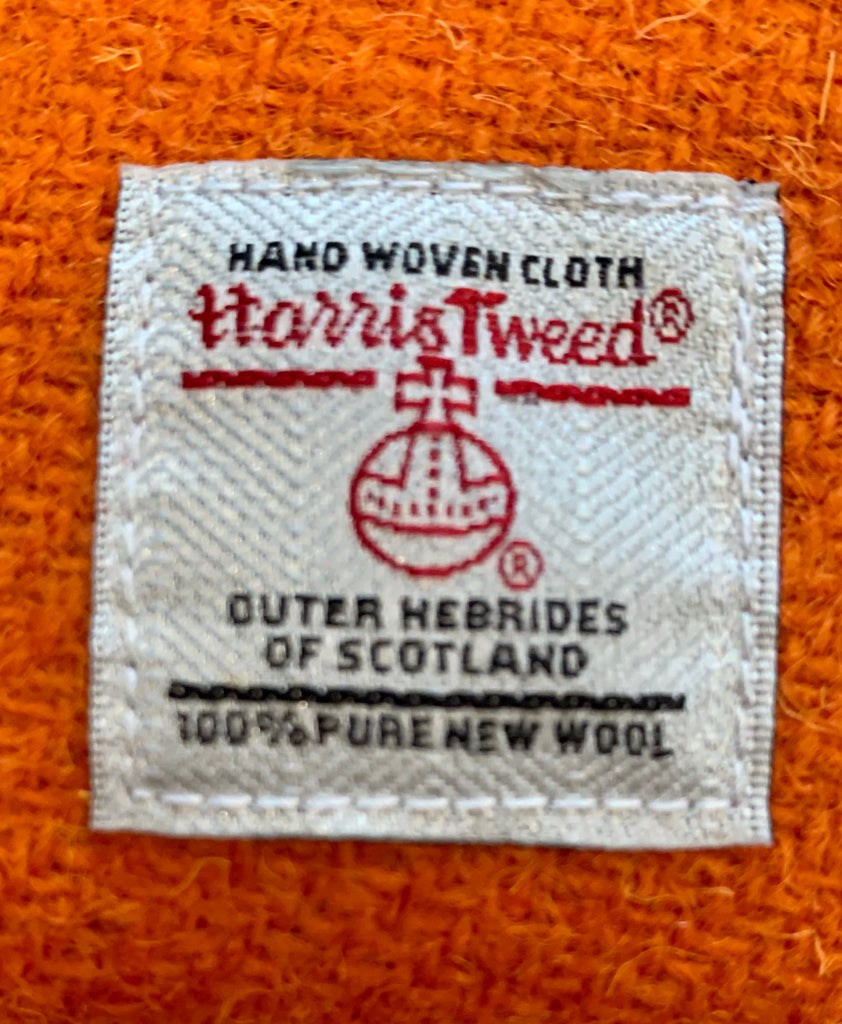 HAND WOVEN CLOTH
Harris Tweed®
®
OUTER HEBRIDES
OF SCOTLAND
100% PURE NEW WOOL